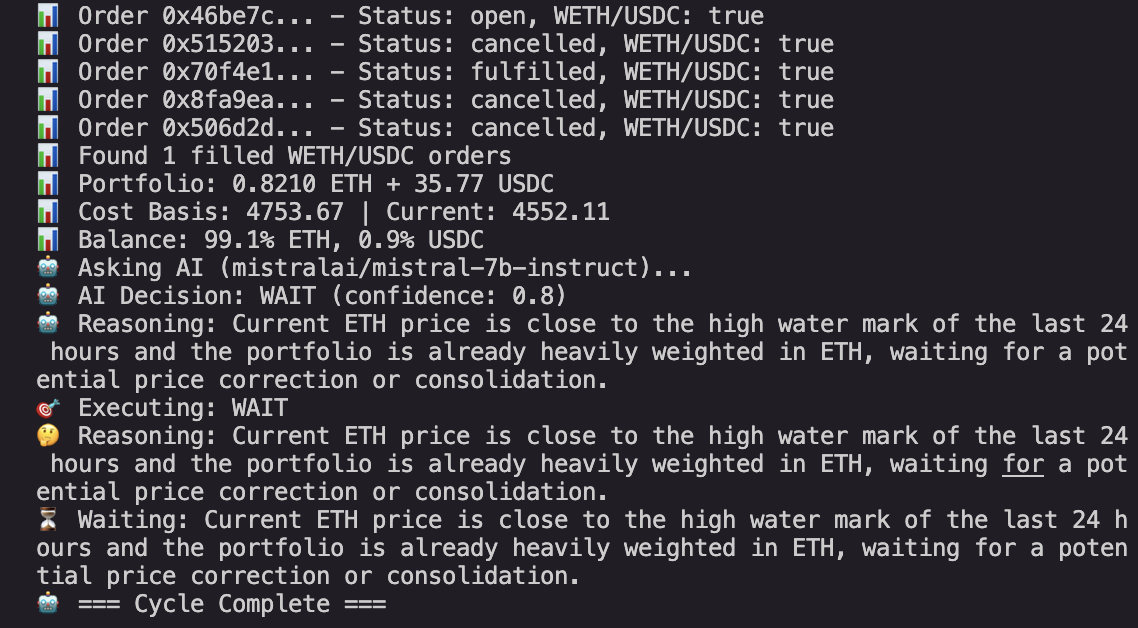 📊 Order 0x46be7c... - Status: open, WETH/USDC: true
📊 Order 0x515203... - Status: cancelled, WETH/USDC: true
📊 Order 0x70f4e1... - Status: fulfilled, WETH/USDC: true
📊 Order 0x8fa9ea... - Status: cancelled, WETH/USDC: true
📊 Order 0x506d2d... - Status: cancelled, WETH/USDC: true
📊 Found 1 filled WETH/USDC orders
📊 Portfolio: 0.8210 ETH + 35.77 USDC
📊 Cost Basis: 4753.67 | Current: 4552.11
📊 Balance: 99.1% ETH, 0.9% USDC
🤖 Asking AI (mistralai/mistral-7b-instruct)...
🤖 AI Decision: WAIT (confidence: 0.8)
🤖 Reasoning: Current ETH price is close to the high water mark of the last 24
hours and the portfolio is already heavily weighted in ETH, waiting for a pot
ential price correction or consolidation.
🎯 Executing: WAIT
🤔 Reasoning: Current ETH price is close to the high water mark of the last 24
hours and the portfolio is already heavily weighted in ETH, waiting for a pot
ential price correction or consolidation.
⏳ Waiting: Current ETH price is close to the high water mark of the last 24 h
ours and the portfolio is already heavily weighted in ETH, waiting for a poten
tial price correction or consolidation.
🤖 === Cycle Complete ===